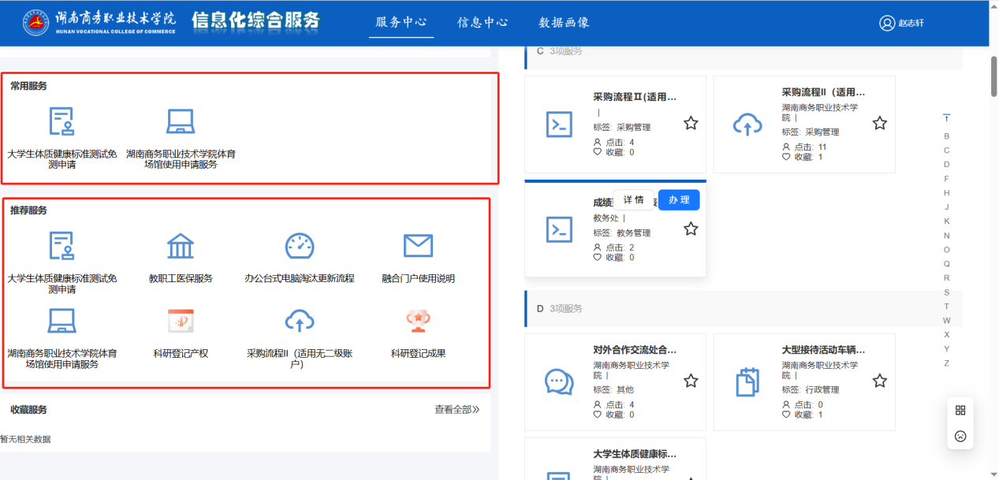 湖南商务职业技术学院
HUNAN VOCATIONAL COLLEGE OF COMMERCE
信息化综合服务
服务中心
信息中心
数据画像
赵志轩
常用服务
大学生体质健康标准测试免
测申请
湖南商务职业技术学院体育
场馆使用申请服务
推荐服务
大学生体质健康标准测试免
测申请
教职工医保服务
办公台式电脑淘汰更新流程
融合门户使用说明
湖南商务职业技术学院体育
场馆使用申请服务
科研登记产权
采购流程II（适用无二级账
户）
科研登记成果
收藏服务
查看全部
暂无相关数据
C 3项服务
采购流程Ⅱ(适用...
|
标签: 采购管理
点击: 4
收藏: 0
采购流程II（适用...
湖南商务职业技术学
院 |
标签: 采购管理
点击: 11
收藏: 1
成绩
详情
办理
教务处 |
标签: 教务管理
点击: 2
收藏: 0
D 3项服务
对外合作交流处合...
湖南商务职业技术学
院 |
标签: 其他
点击: 4
收藏: 0
大型接待活动车辆...
湖南商务职业技术学
院 |
标签: 行政管理
点击: 0
收藏: 1
大学生体质健康标...
湖南商务职业技术学
院 |
B
C
D
F
H
J
K
N
O
Q
R
S
T
W
X
Y
Z